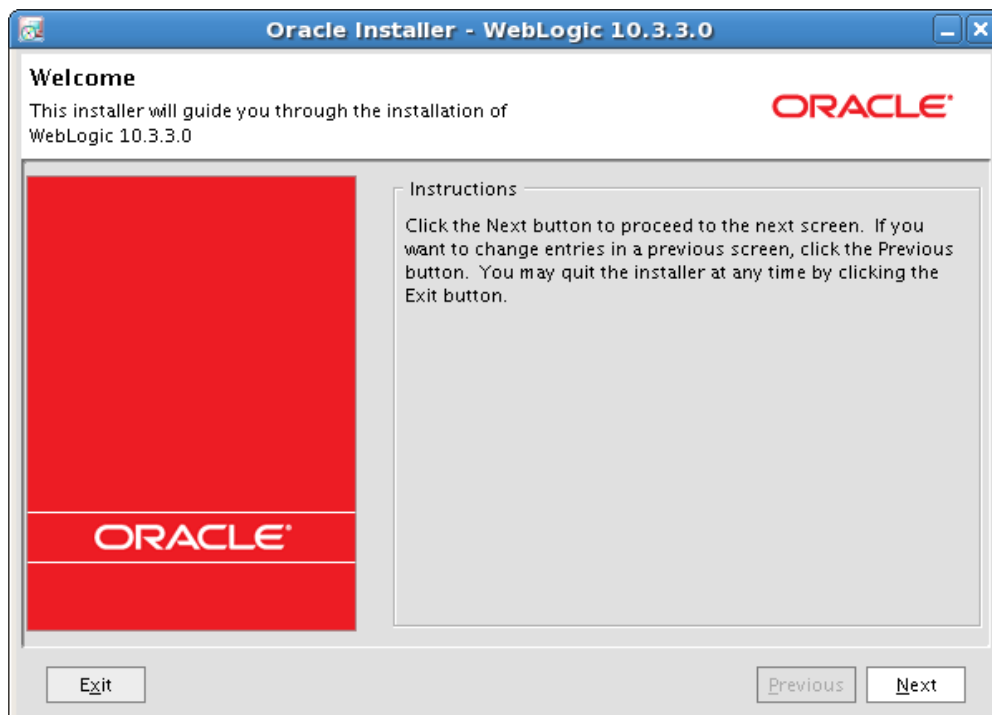 Oracle Installer - WebLogic 10.3.3.0
Welcome
This installer will guide you through the installation of
WebLogic 10.3.3.0
ORACLE
Instructions
Click the Next button to proceed to the next screen. If you
want to change entries in a previous screen, click the Previous
button. You may quit the installer at any time by clicking the
Exit button.
ORACLE
Exit
Previous
Next